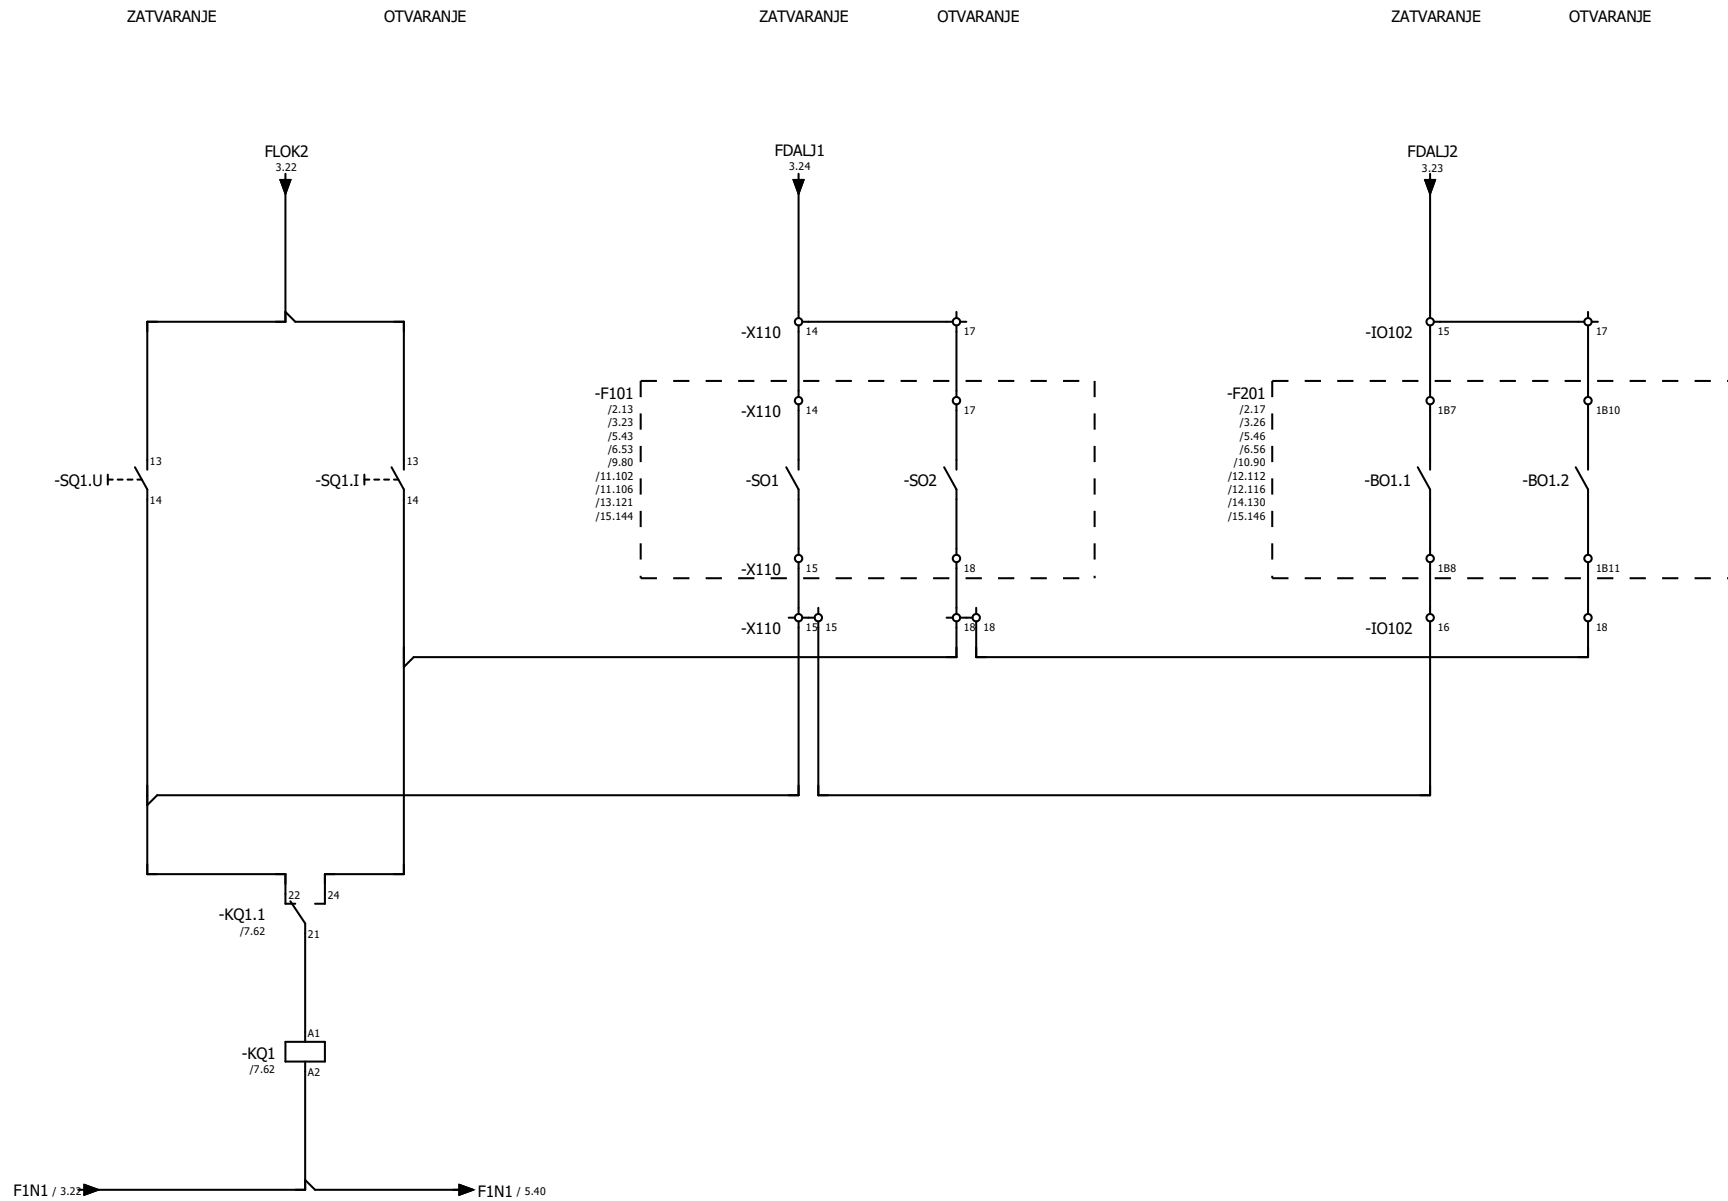 ZATVARANJE OTVARANJE ZATVARANJE OTVARANJE ZATVARANJE OTVARANJE
FLOK2 FDALJ1 FDALJ2
3.22 3.24 3.23
-X110 14 17 -IO102 15 17
-F101 -F201
/2.13 -X110 14 17 /2.17 1B7 1B10
/3.23 /3.26
/5.43 /5.46
/6.53 /6.56
/9.80 /10.90
/11.102 /12.112
/11.106 /12.116
/13.121 /14.130
/15.144 /15.146
13 13
-SQ1.U -SQ1.I -SO1 -SO2 -BO1.1 -BO1.2
14 14
-X110 15 18 1B8 1B11
-X110 15 15 18 18 -IO102 16 18
22 24
-KQ1.1
/7.62 21
A1
-KQ1
/7.62 A2
F1N1 / 3.22 F1N1 / 5.40